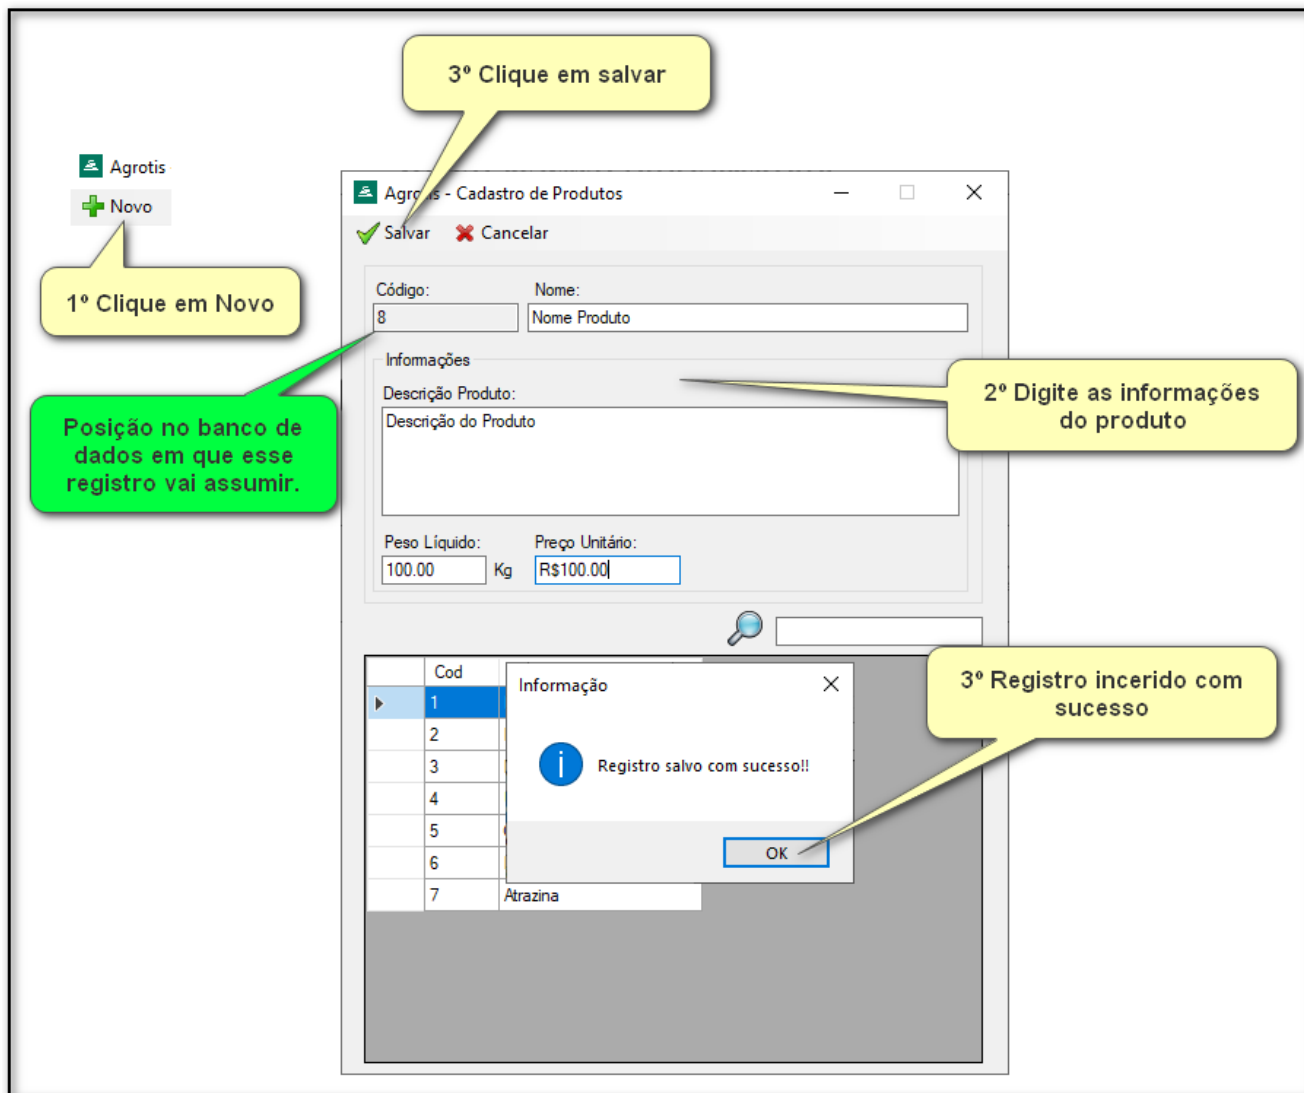 3º Clique em salvar
Agrotis
Novo
1º Clique em Novo
Agrotis - Cadastro de Produtos
Salvar
Cancelar
Código:
Nome:
8
Nome Produto
Posição no banco de
dados em que esse
registro vai assumir.
Informações
Descrição Produto:
Descrição do Produto
2º Digite as informações
do produto
Peso Líquido:
Preço Unitário:
100.00
Kg
R$100.00
Cod
1
2
3
4
5
6
7
Atrazina
Informação
Registro salvo com sucesso!!
OK
3º Registro incerido com
sucesso